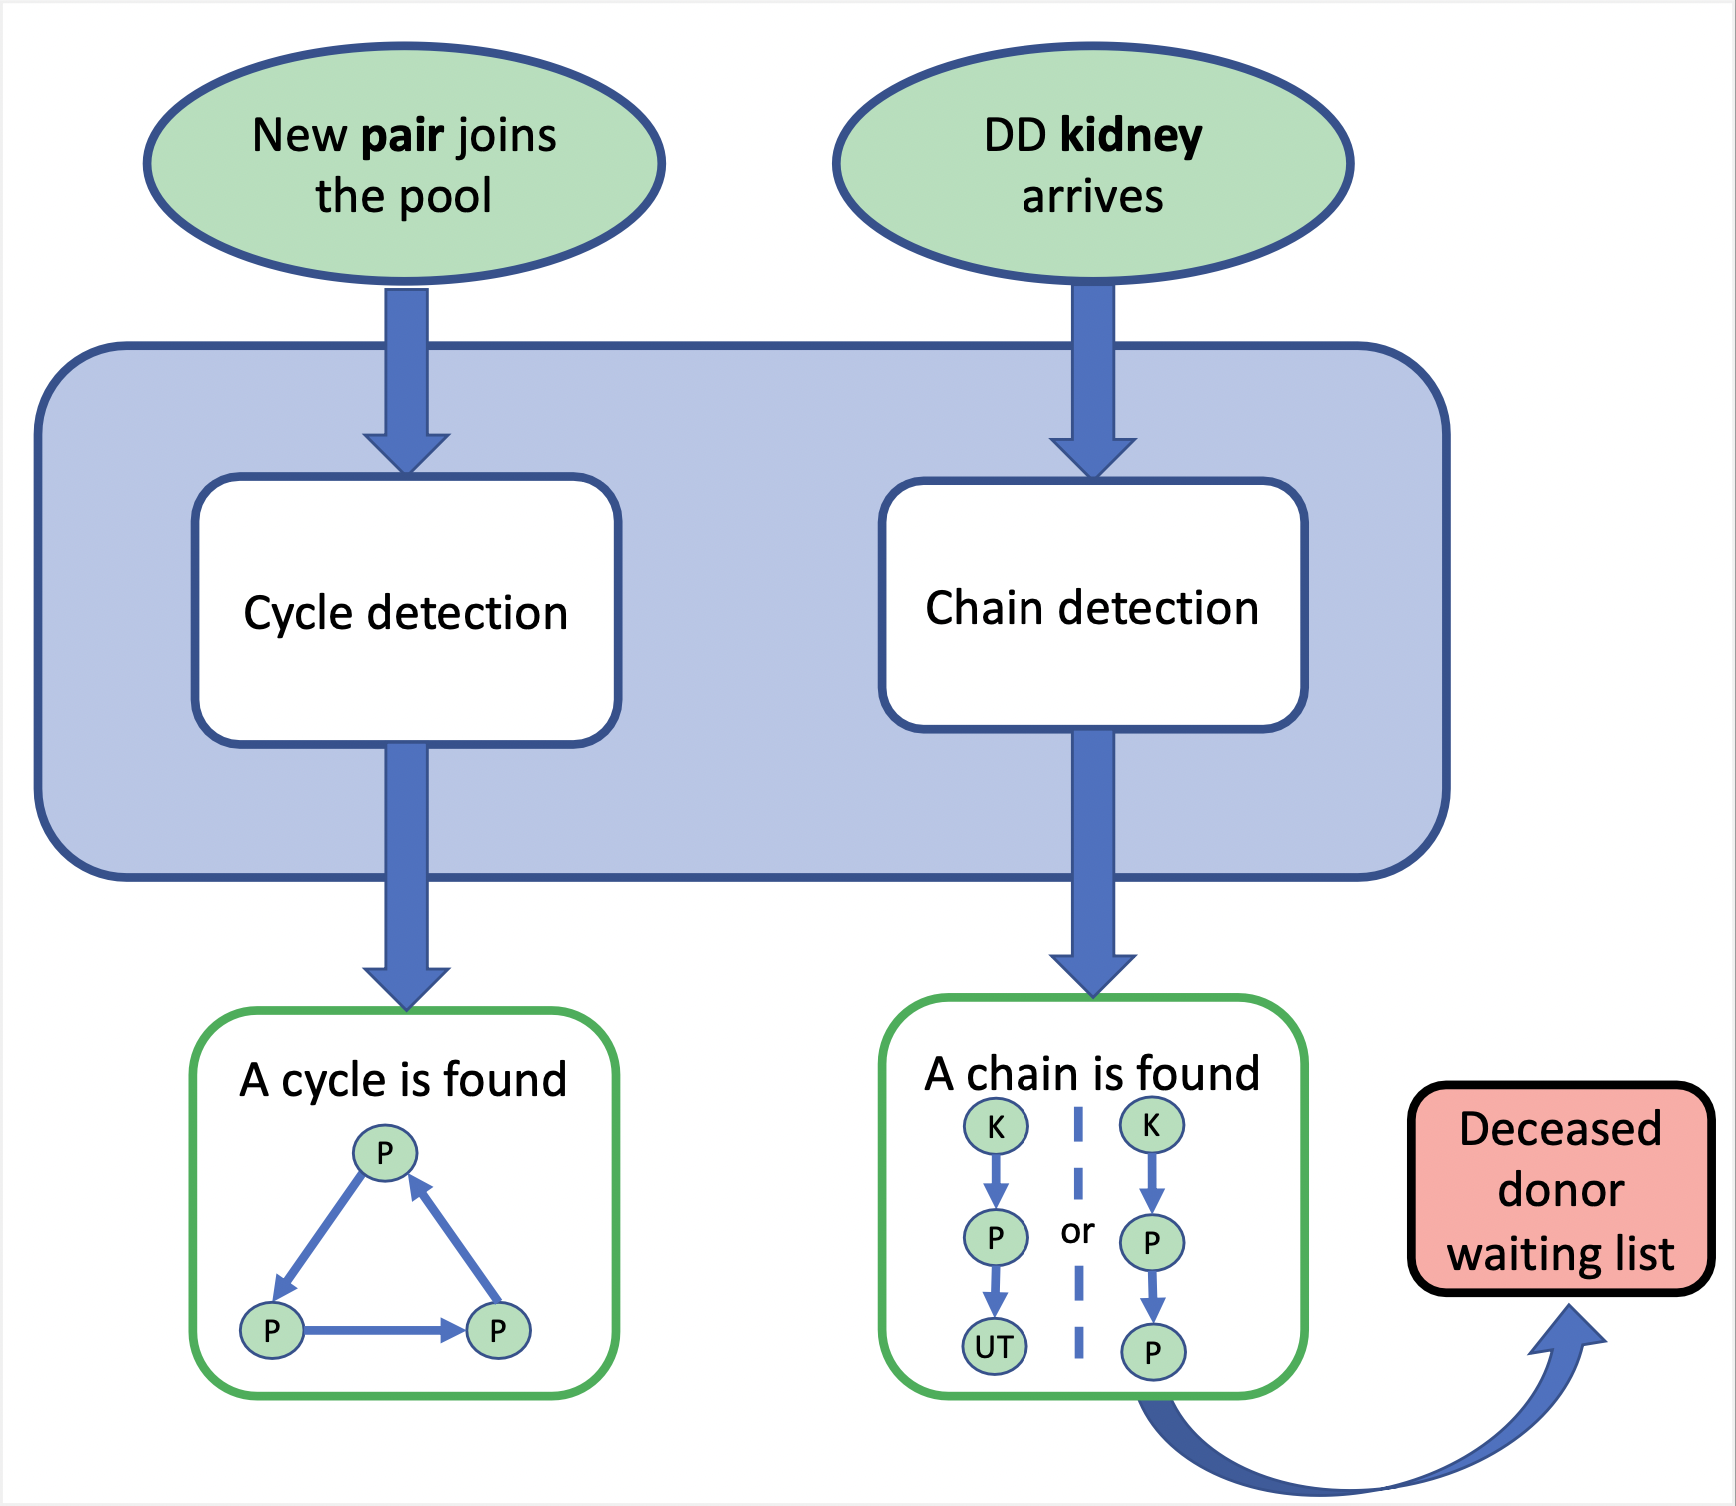 New pair joins
the pool
DD kidney
arrives
Cycle detection
Chain detection
A cycle is found
P
P
P
A chain is found
K
K
P
or
P
UT
P
Deceased
donor
waiting list